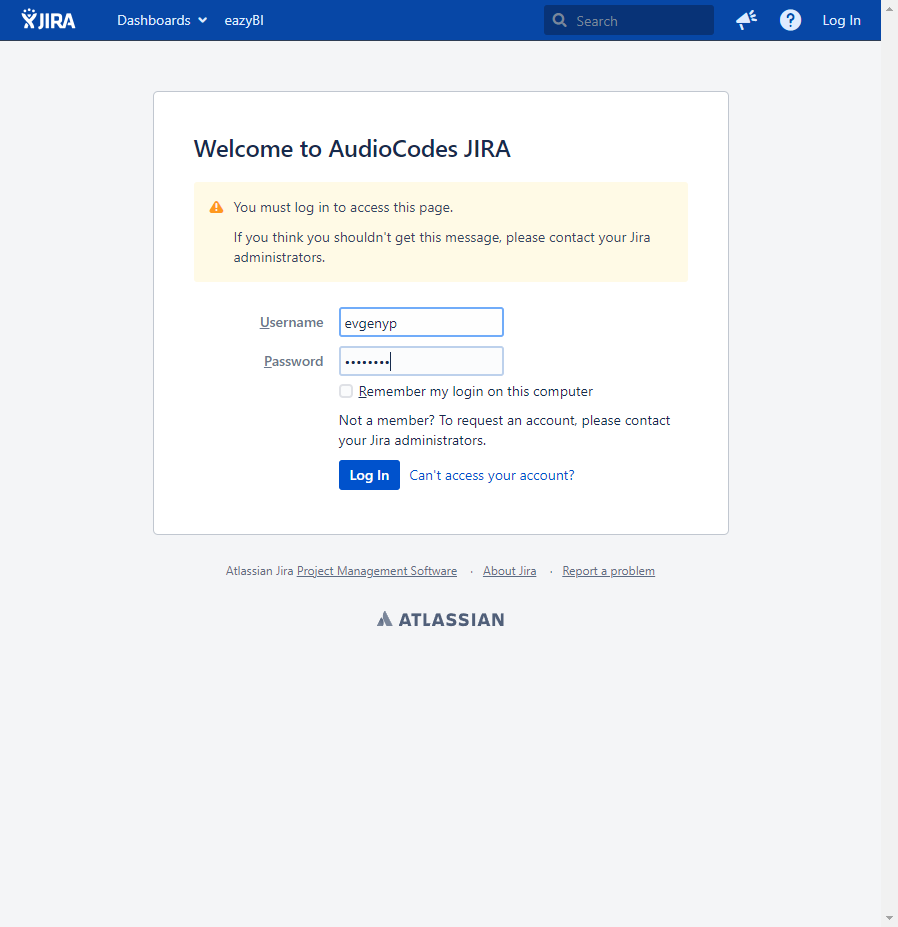 JIRA Dashboards eazyBI Search ? Log In
Welcome to AudioCodes JIRA
You must log in to access this page.
If you think you shouldn't get this message, please contact your Jira
administrators.
Username evgenyp
Password ••••••••
Remember my login on this computer
Not a member? To request an account, please contact
your Jira administrators.
Log In Can't access your account?
Atlassian Jira Project Management Software · About Jira · Report a problem
ATLASSIAN